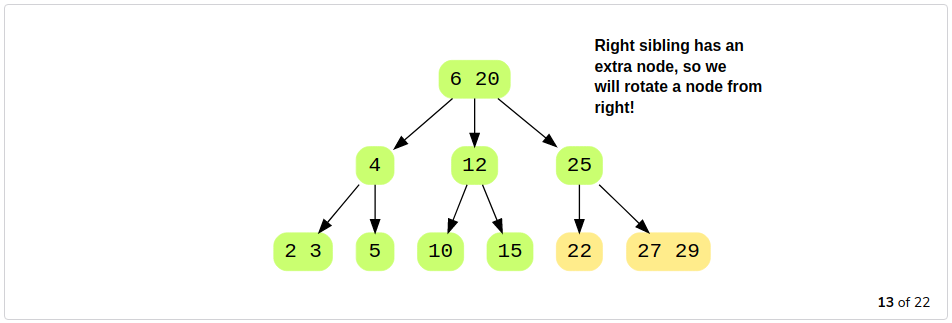 Right sibling has an
extra node, so we
will rotate a node from
right!
6 20
4
12
25
2 3
5
10
15
22
27 29
13 of 22